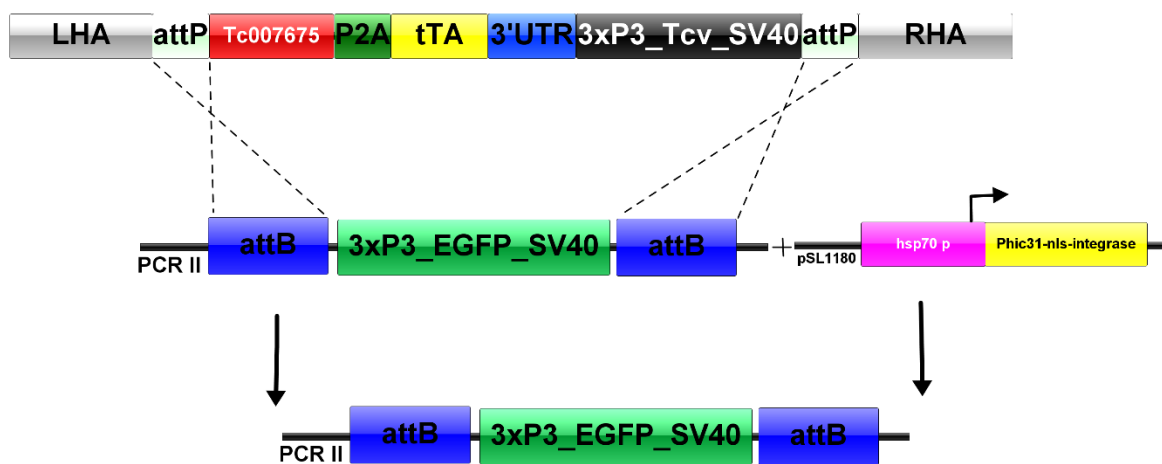 LHA attP Tc007675 P2A tTA 3'UTR 3xP3_Tcv_SV40 attP RHA
attB 3xP3_EGFP_SV40 attB + hsp70 p Phic31-nls-integrase
PCR II pSL1180
attB 3xP3_EGFP_SV40 attB
PCR II